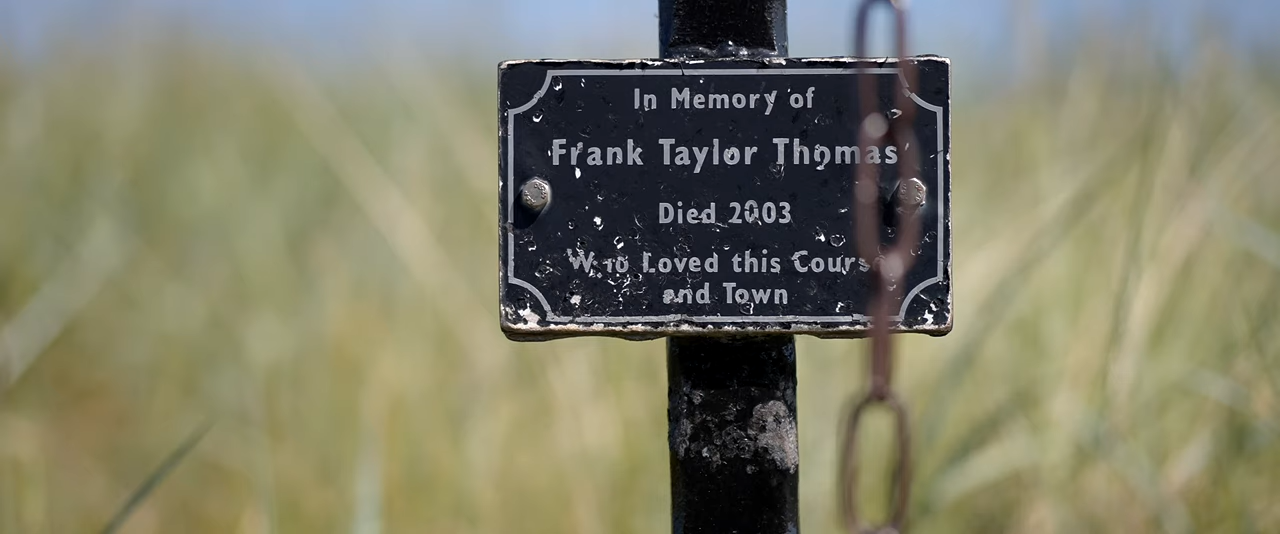 In Memory of
Frank Taylor Thomas
Died 2003
Who Loved this Course
and Town